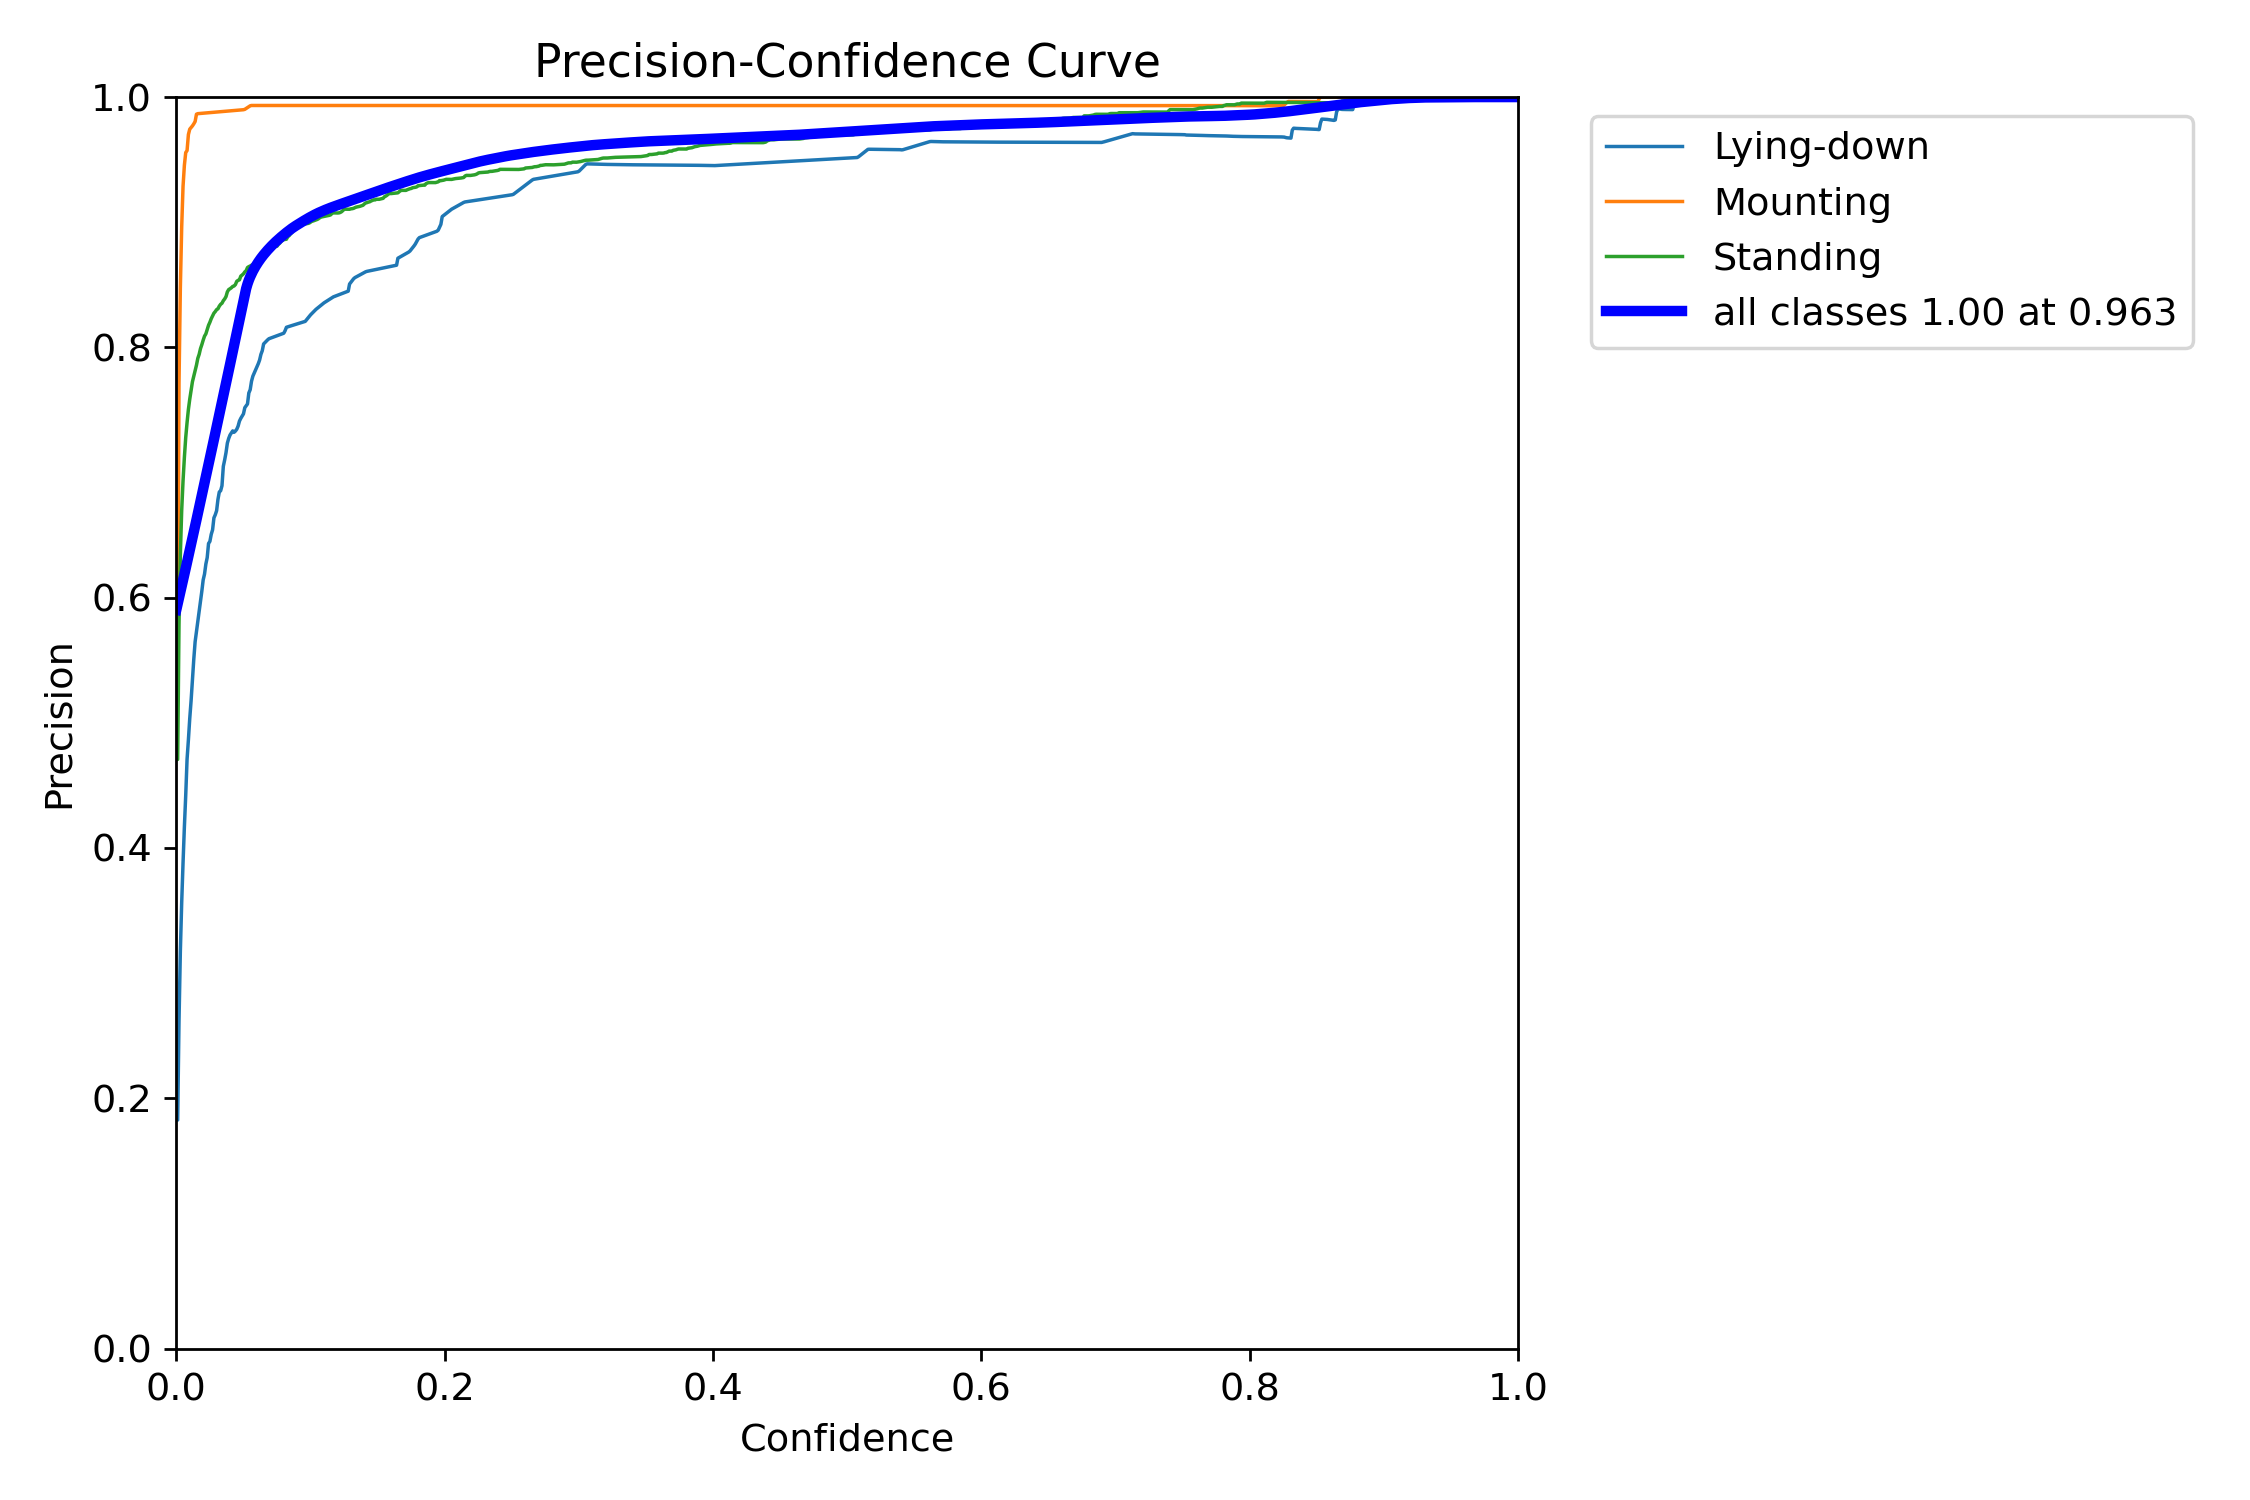 Precision-Confidence Curve
1.0
0.8
0.6
0.4
0.2
0.0
Precision
0.0 0.2 0.4 0.6 0.8 1.0
Confidence
Lying-down
Mounting
Standing
all classes 1.00 at 0.963